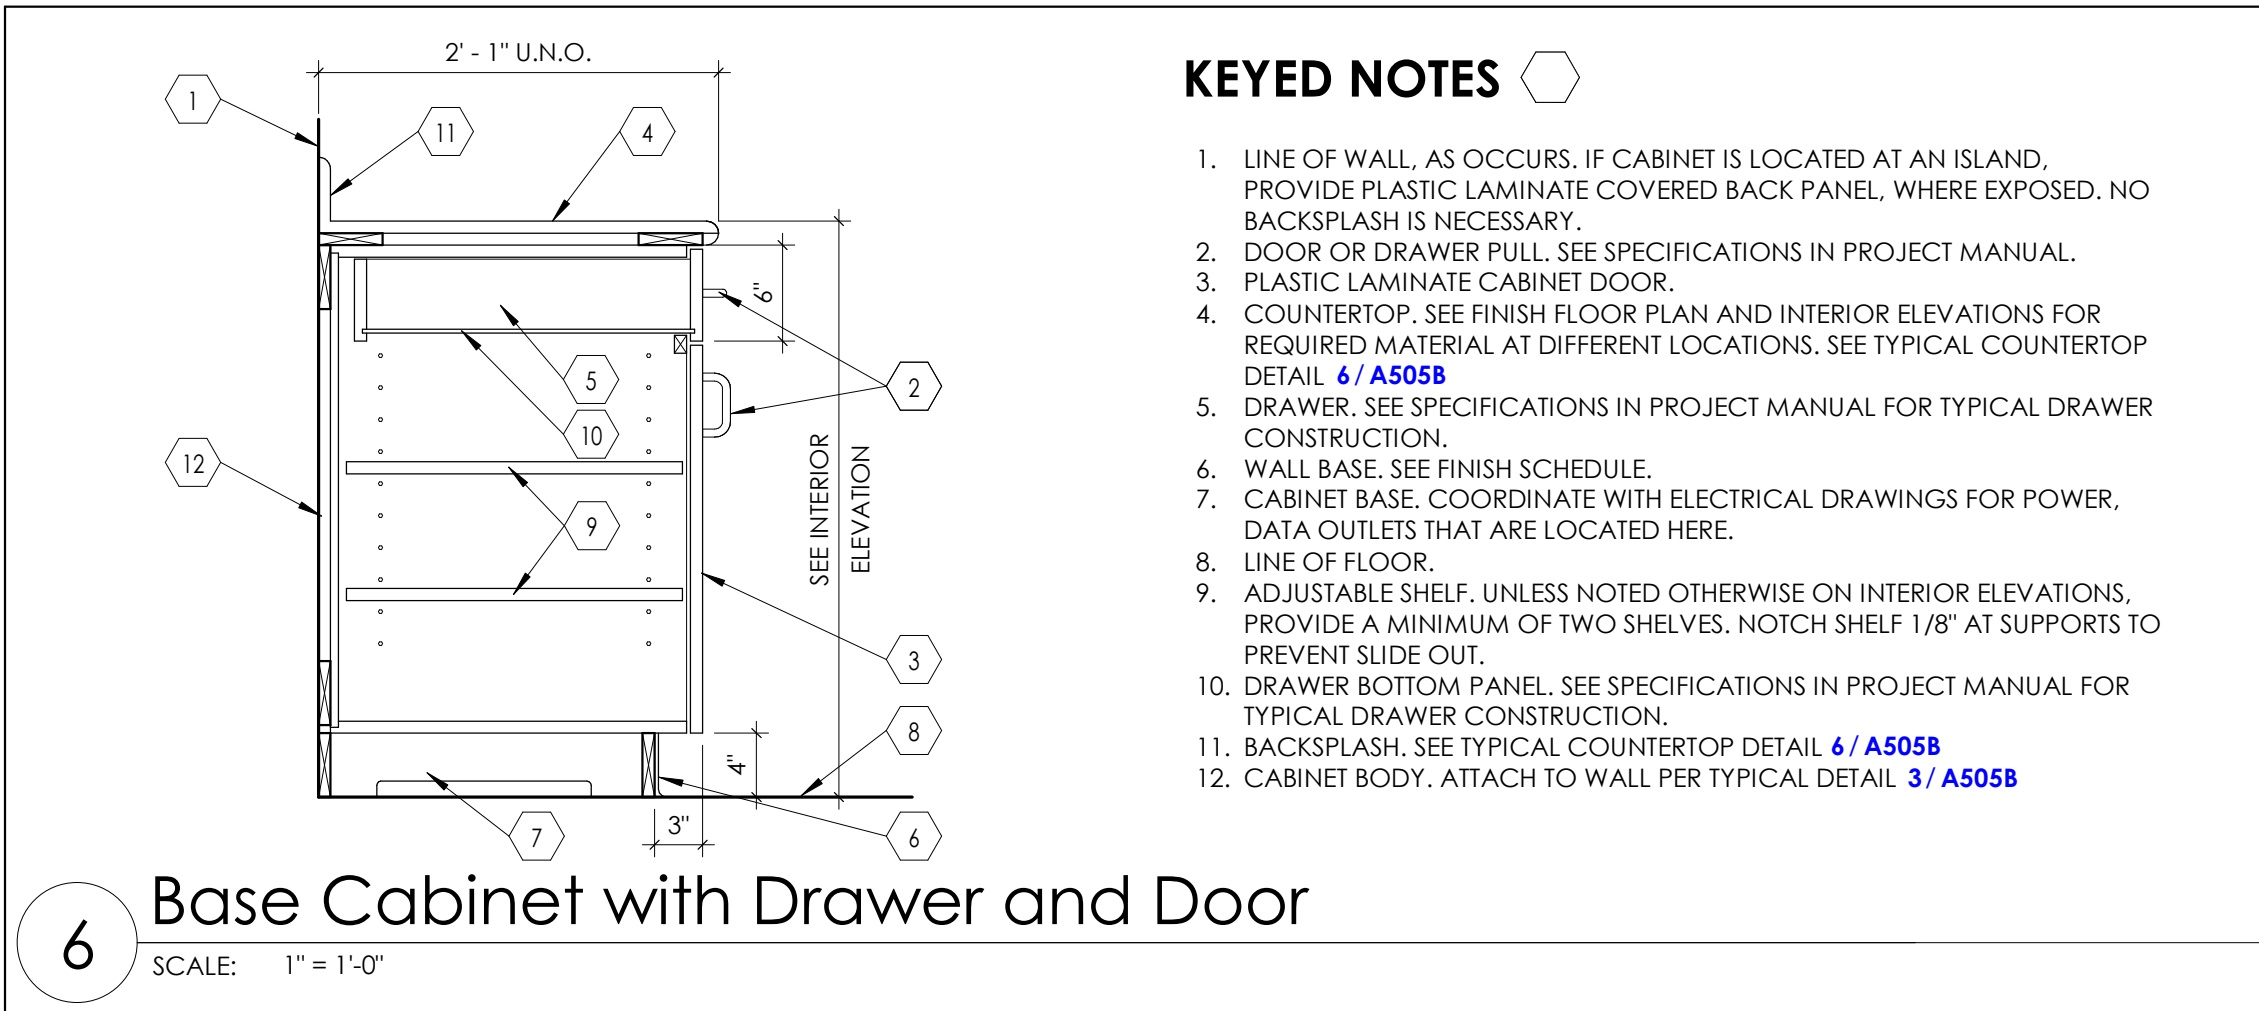 2' - 1" U.N.O.
1
11
4
6"
5
2
10
12
SEE INTERIOR
ELEVATION
9
3
8
4"
3"
7
6
KEYED NOTES
1. LINE OF WALL, AS OCCURS. IF CABINET IS LOCATED AT AN ISLAND,
PROVIDE PLASTIC LAMINATE COVERED BACK PANEL, WHERE EXPOSED. NO
BACKSPLASH IS NECESSARY.
2. DOOR OR DRAWER PULL. SEE SPECIFICATIONS IN PROJECT MANUAL.
3. PLASTIC LAMINATE CABINET DOOR.
4. COUNTERTOP. SEE FINISH FLOOR PLAN AND INTERIOR ELEVATIONS FOR
REQUIRED MATERIAL AT DIFFERENT LOCATIONS. SEE TYPICAL COUNTERTOP
DETAIL 6 / A505B
5. DRAWER. SEE SPECIFICATIONS IN PROJECT MANUAL FOR TYPICAL DRAWER
CONSTRUCTION.
6. WALL BASE. SEE FINISH SCHEDULE.
7. CABINET BASE. COORDINATE WITH ELECTRICAL DRAWINGS FOR POWER,
DATA OUTLETS THAT ARE LOCATED HERE.
8. LINE OF FLOOR.
9. ADJUSTABLE SHELF. UNLESS NOTED OTHERWISE ON INTERIOR ELEVATIONS,
PROVIDE A MINIMUM OF TWO SHELVES. NOTCH SHELF 1/8" AT SUPPORTS TO
PREVENT SLIDE OUT.
10. DRAWER BOTTOM PANEL. SEE SPECIFICATIONS IN PROJECT MANUAL FOR
TYPICAL DRAWER CONSTRUCTION.
11. BACKSPLASH. SEE TYPICAL COUNTERTOP DETAIL 6 / A505B
12. CABINET BODY. ATTACH TO WALL PER TYPICAL DETAIL 3 / A505B
6
Base Cabinet with Drawer and Door
SCALE: 1" = 1'-0"